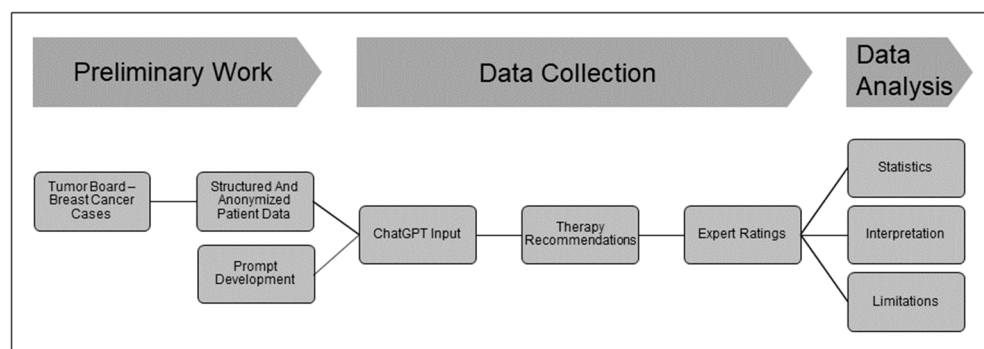 Preliminary Work
Data Collection
Data
Analysis
Tumor Board –
Breast Cancer
Cases
Structured And
Anonymized
Patient Data
Prompt
Development
ChatGPT Input
Therapy
Recommendations
Expert Ratings
Statistics
Interpretation
Limitations